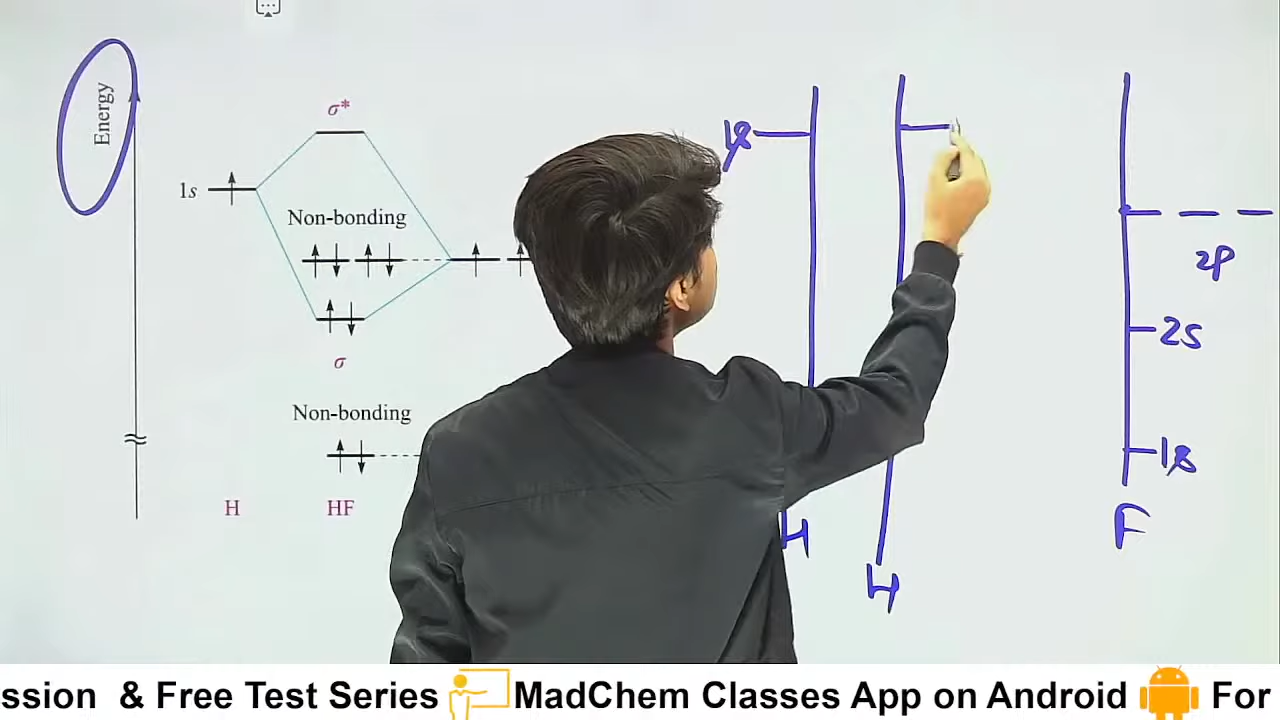 Energy
σ*
1s
Non-bonding
σ
Non-bonding
H
HF
1s
H
H
2p
2s
1s
F
ssion & Free Test Series MadChem Classes App on Android For